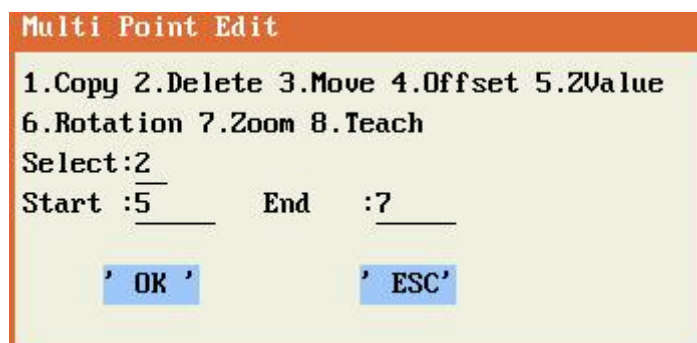 Multi Point Edit
1.Copy 2.Delete 3.Move 4.Offset 5.ZValue
6.Rotation 7.Zoom 8.Teach
Select:2
Start :5 End :7
' OK ' ' ESC'